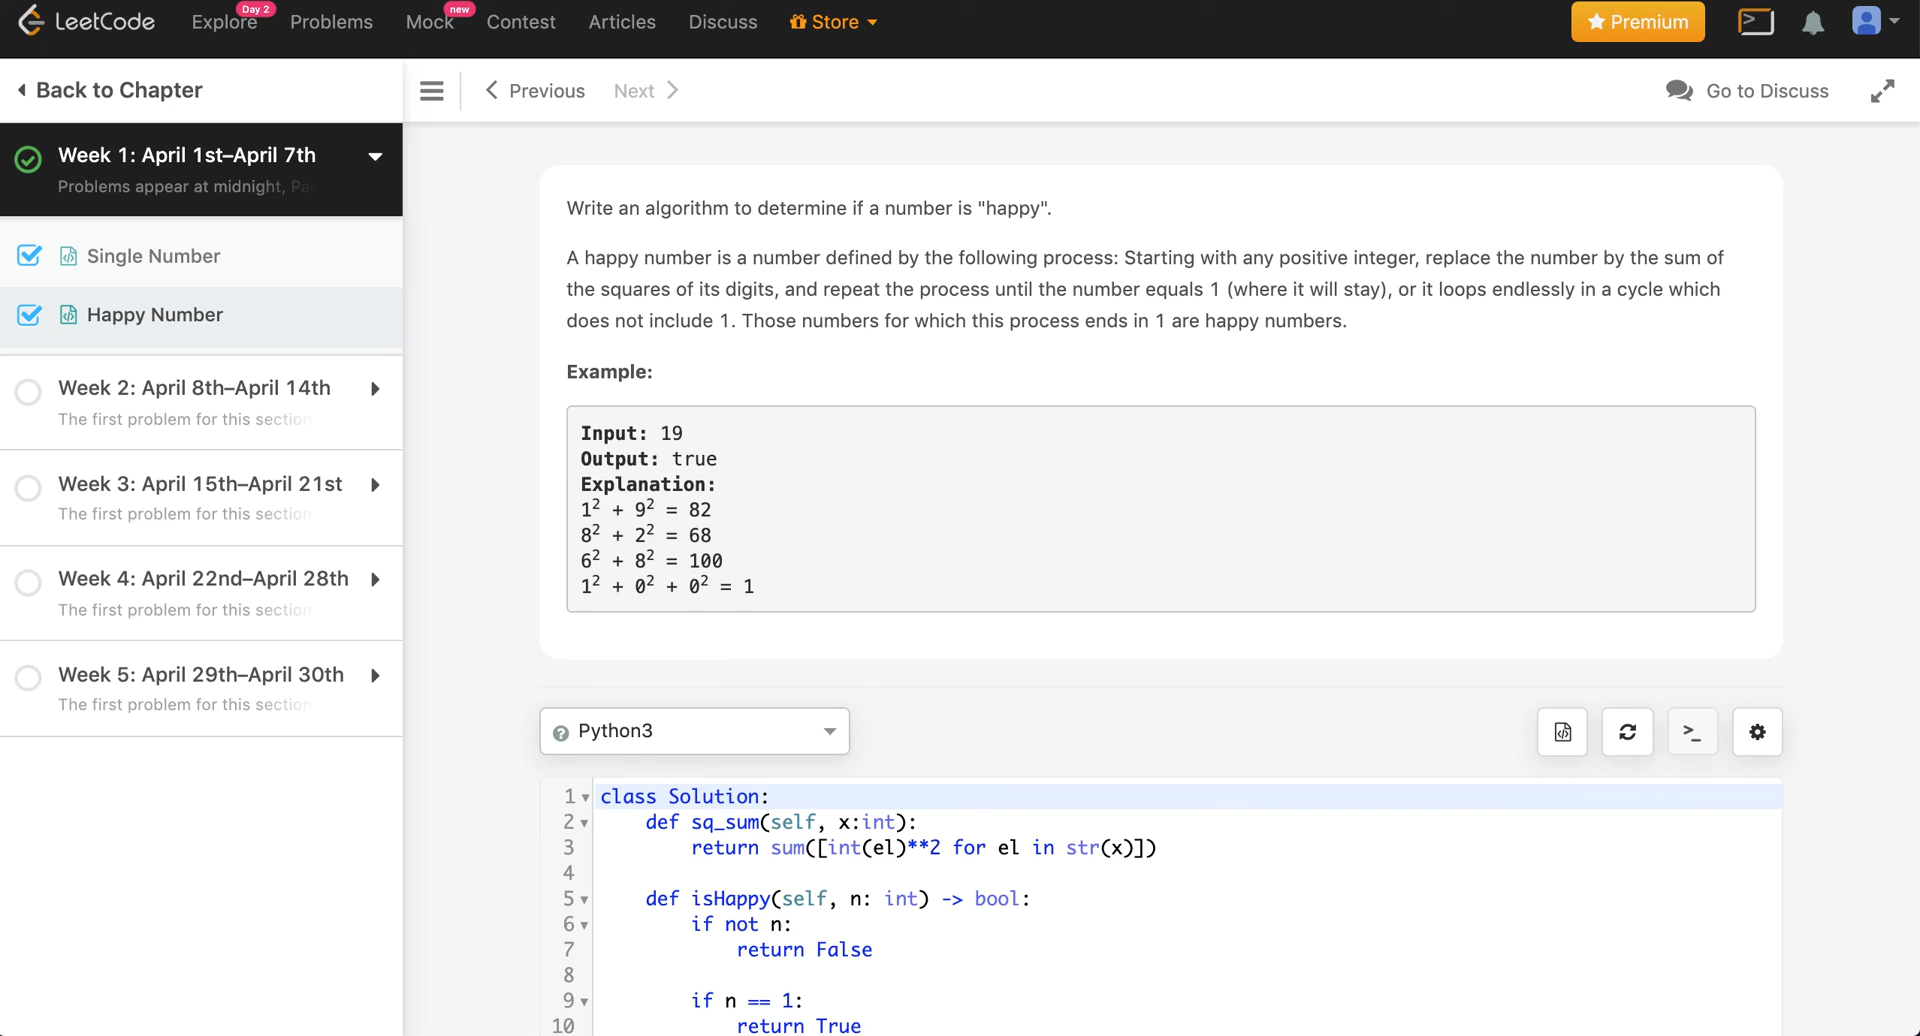 LeetCode
Explore Day 2
Problems
Mock new
Contest
Articles
Discuss
Store
Premium
Back to Chapter
Previous
Next
Go to Discuss
Week 1: April 1st–April 7th
Problems appear at midnight, Pa
Single Number
Happy Number
Week 2: April 8th–April 14th
The first problem for this section
Week 3: April 15th–April 21st
The first problem for this section
Week 4: April 22nd–April 28th
The first problem for this section
Week 5: April 29th–April 30th
The first problem for this section
Write an algorithm to determine if a number is "happy".
A happy number is a number defined by the following process: Starting with any positive integer, replace the number by the sum of
the squares of its digits, and repeat the process until the number equals 1 (where it will stay), or it loops endlessly in a cycle which
does not include 1. Those numbers for which this process ends in 1 are happy numbers.
Example:
Input: 19
Output: true
Explanation:
1² + 9² = 82
8² + 2² = 68
6² + 8² = 100
1² + 0² + 0² = 1
Python3
1 class Solution:
2     def sq_sum(self, x:int):
3         return sum([int(el)**2 for el in str(x)])
4
5     def isHappy(self, n: int) -> bool:
6         if not n:
7             return False
8
9         if n == 1:
10             return True